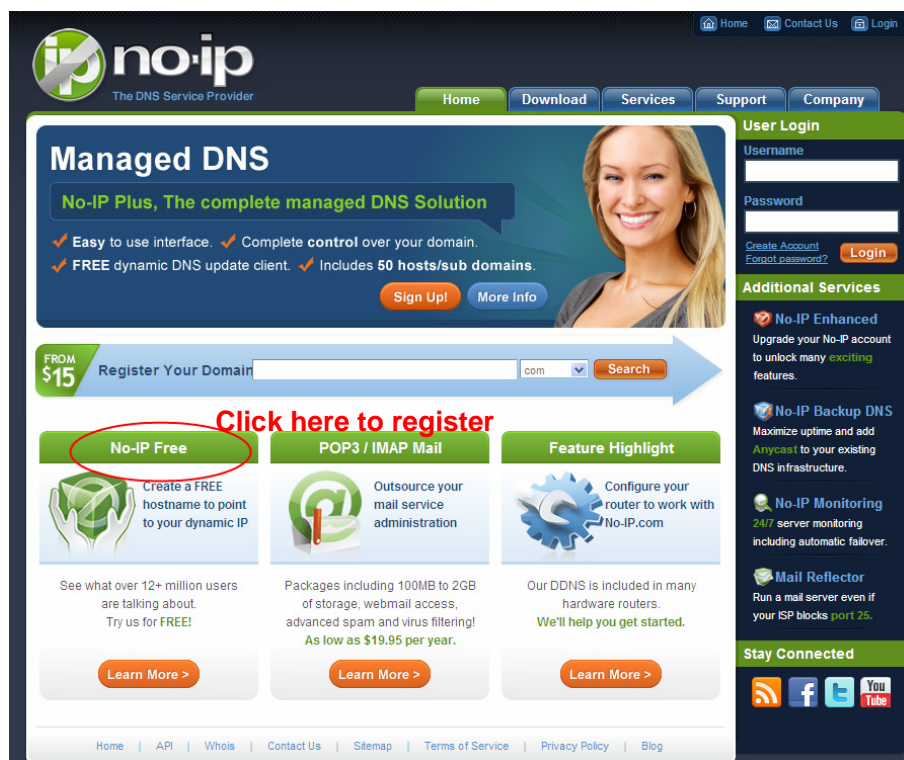 Home Contact Us Login
ip no·ip
The DNS Service Provider
Home Download Services Support Company
Managed DNS
No-IP Plus, The complete managed DNS Solution
Easy to use interface. Complete control over your domain.
FREE dynamic DNS update client. Includes 50 hosts/sub domains.
Sign Up! More Info
FROM
$15
Register Your Domain com Search
Click here to register
No-IP Free
Create a FREE
hostname to point
to your dynamic IP
See what over 12+ million users
are talking about.
Try us for FREE!
Learn More >
POP3 / IMAP Mail
Outsource your
mail service
administration
Packages including 100MB to 2GB
of storage, webmail access,
advanced spam and virus filtering!
As low as $19.95 per year.
Learn More >
Feature Highlight
Configure your
router to work with
No-IP.com
Our DDNS is included in many
hardware routers.
We'll help you get started.
Learn More >
User Login
Username
Password
Create Account
Forgot password?
Login
Additional Services
No-IP Enhanced
Upgrade your No-IP account
to unlock many exciting
features.
No-IP Backup DNS
Maximize uptime and add
Anycast to your existing
DNS infrastructure.
No-IP Monitoring
24/7 server monitoring
including automatic failover.
Mail Reflector
Run a mail server even if
your ISP blocks port 25.
Stay Connected
f t You
Tube
Home | API | Whois | Contact Us | Sitemap | Terms of Service | Privacy Policy | Blog